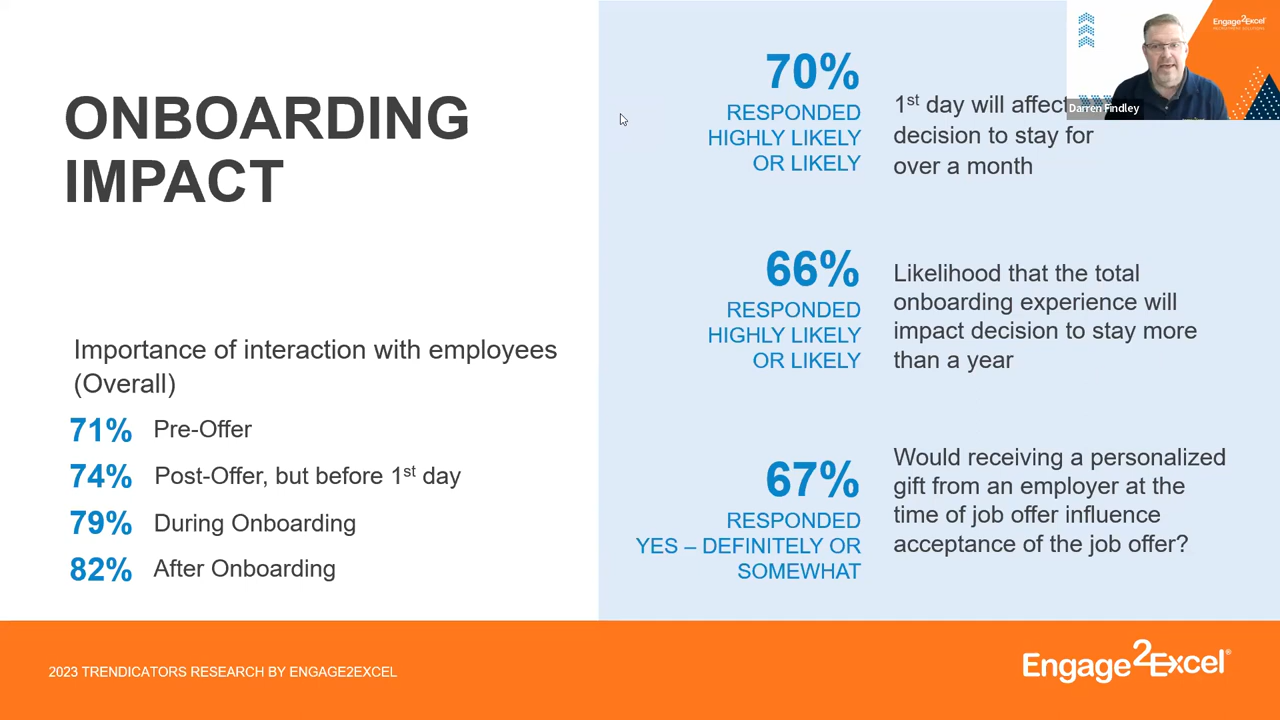 ONBOARDING
IMPACT
Importance of interaction with employees
(Overall)
71% Pre-Offer
74% Post-Offer, but before 1st day
79% During Onboarding
82% After Onboarding
70%
RESPONDED
HIGHLY LIKELY
OR LIKELY
1st day will affect
decision to stay for
over a month
66%
RESPONDED
HIGHLY LIKELY
OR LIKELY
Likelihood that the total
onboarding experience will
impact decision to stay more
than a year
67%
RESPONDED
YES – DEFINITELY OR
SOMEWHAT
Would receiving a personalized
gift from an employer at the
time of job offer influence
acceptance of the job offer?
Engage2Excel
Darren Findley
2023 TRENDICATORS RESEARCH BY ENGAGE2EXCEL
Engage2Excel®